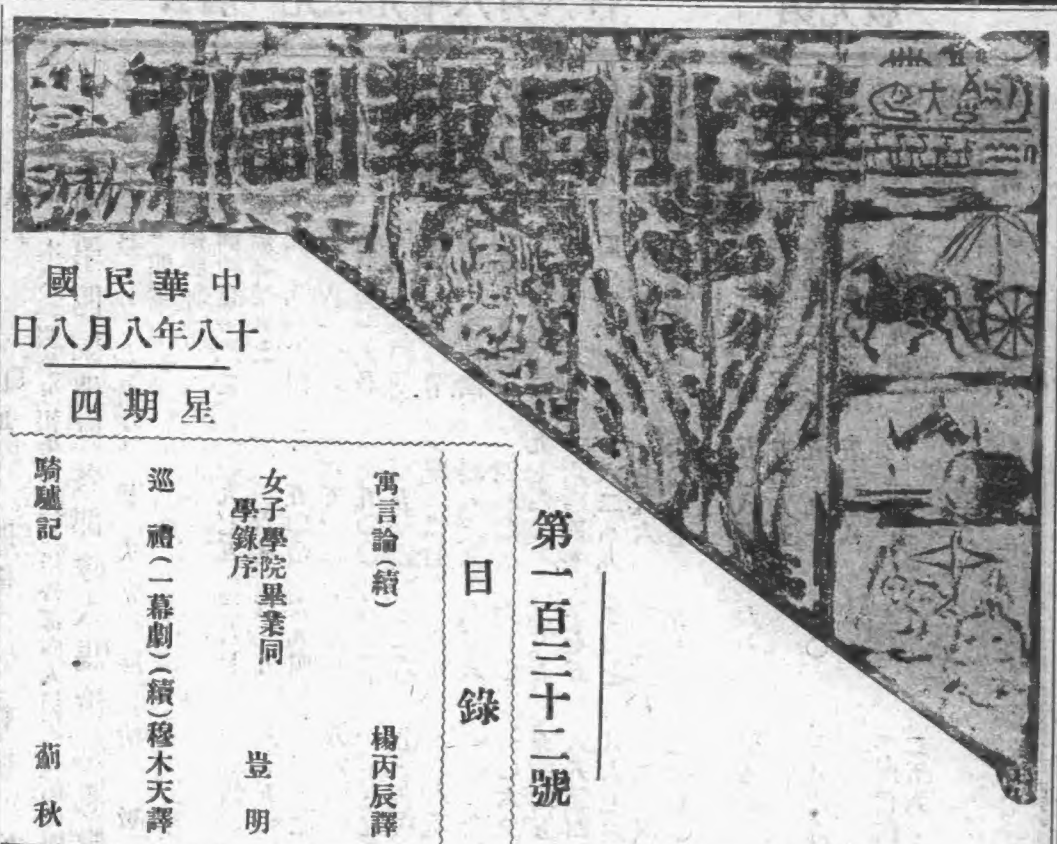 華北日報副刊
中華民國
十八年八月八日
星期四
第一百三十二號
目錄
寓言論(續) 楊丙辰譯
女子學院畢業同
學錄序 豈明
巡禮(一幕劇)(續)穆木天譯
騎驢記 薊秋